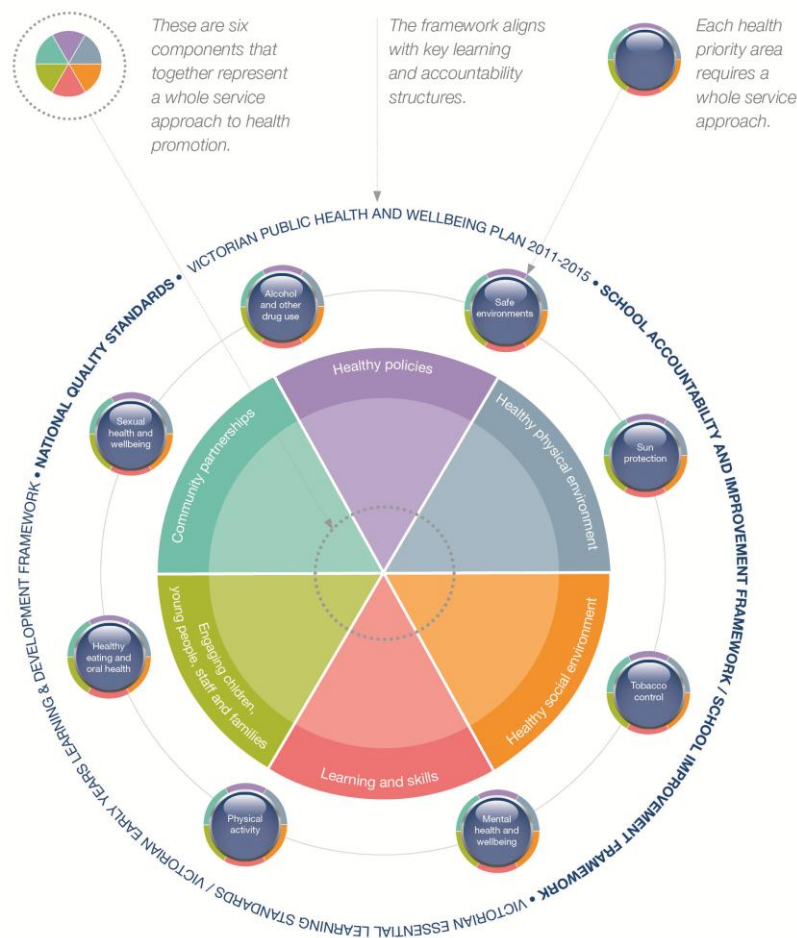 These are six
components that
together represent
a whole service
approach to health
promotion.
The framework aligns
with key learning
and accountability
structures.
Each health
priority area
requires a
whole service
approach.
VICTORIAN PUBLIC HEALTH AND WELLBEING PLAN 2011-2015 •
SCHOOL ACCOUNTABILITY AND IMPROVEMENT FRAMEWORK / SCHOOL IMPROVEMENT FRAMEWORK •
VICTORIAN ESSENTIAL LEARNING STANDARDS / VICTORIAN EARLY YEARS LEARNING & DEVELOPMENT FRAMEWORK •
NATIONAL QUALITY STANDARDS •
Alcohol
and other
drug use
Safe
environments
Sun
protection
Tobacco
control
Mental
health and
wellbeing
Physical
activity
Healthy
eating and
oral health
Sexual
health and
wellbeing
Healthy policies
Healthy physical environment
Healthy social environment
Learning and skills
Engaging chidren,
young people, staff and families
Community partnerships